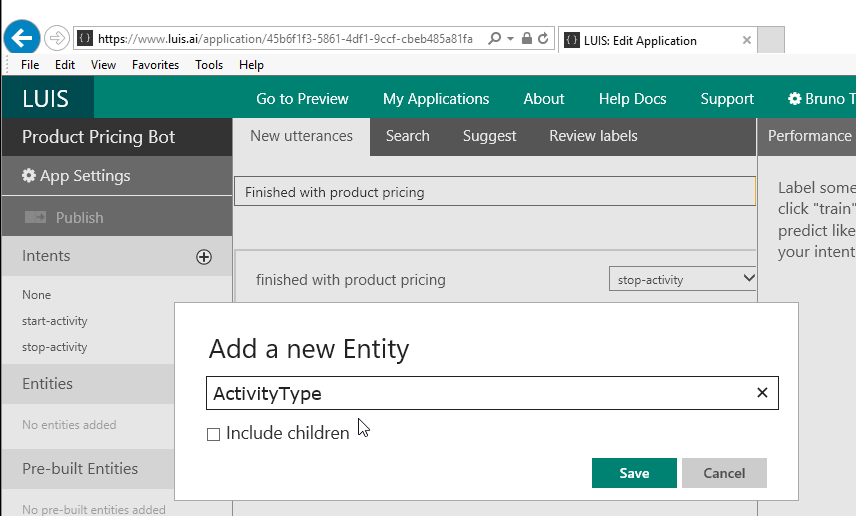 https://www.luis.ai/application/45b6f1f3-5861-4df1-9ccf-cbeb485a81fa
LUIS: Edit Application
File Edit View Favorites Tools Help
LUIS
Go to Preview My Applications About Help Docs Support Bruno T
Product Pricing Bot
New utterances Search Suggest Review labels Performance
App Settings
Publish
Finished with product pricing
Label some
click "train"
predict like
your intent
Intents
None
start-activity
stop-activity
finished with product pricing stop-activity
Entities
No entities added
Pre-built Entities
No pre-built entities added
Add a new Entity
ActivityType
Include children
Save Cancel